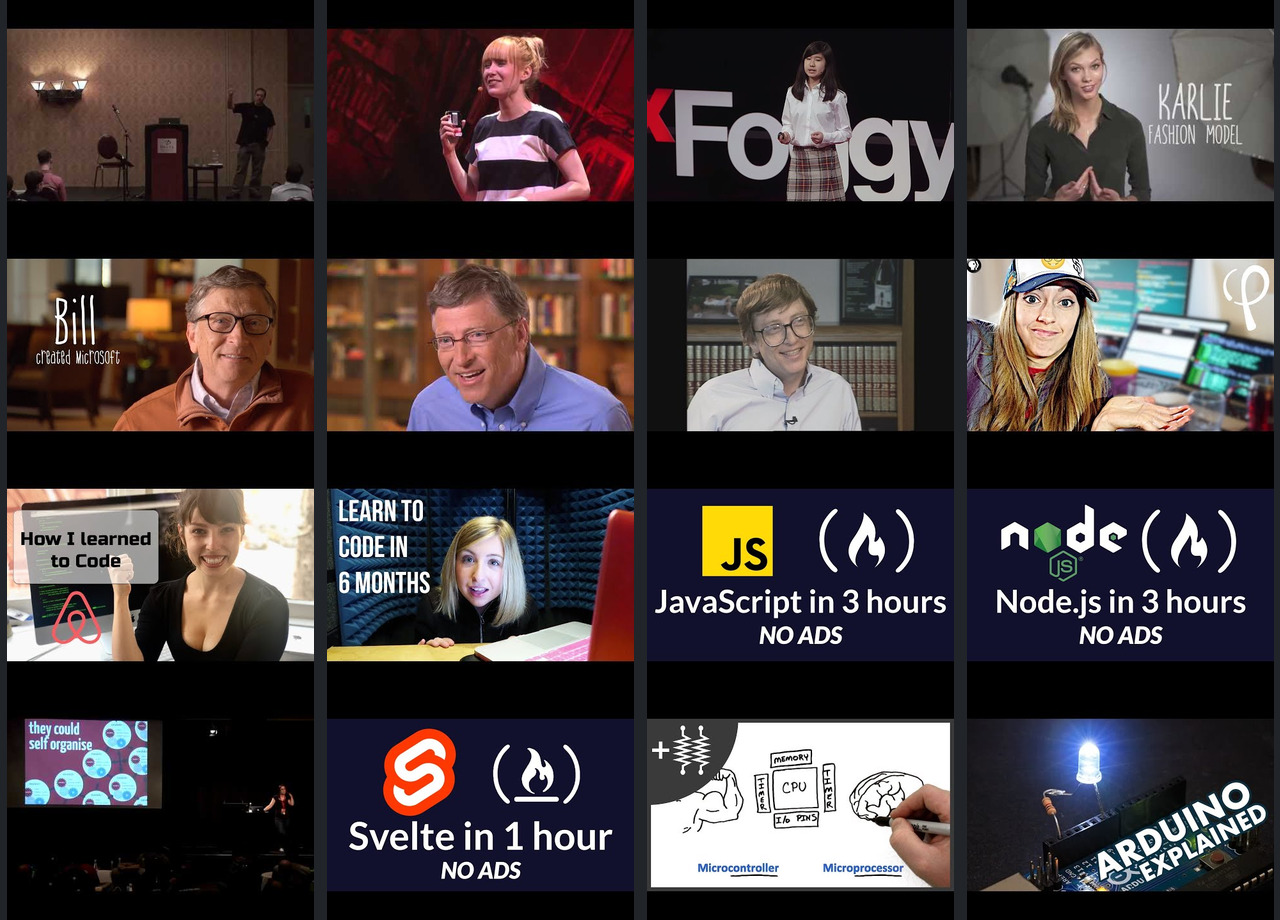 xFoggy
KARLIE
FASHION MODEL
Bill
created Microsoft
How I learned
to Code
LEARN TO
CODE IN
6 MONTHS
JS
JavaScript in 3 hours
NO ADS
node
JS
Node.js in 3 hours
NO ADS
they could
self organise
Svelte in 1 hour
NO ADS
MEMORY
TIMER
CPU
TIMER
I/O PINS
Microcontroller
Microprocessor
ARDUINO
EXPLAINED